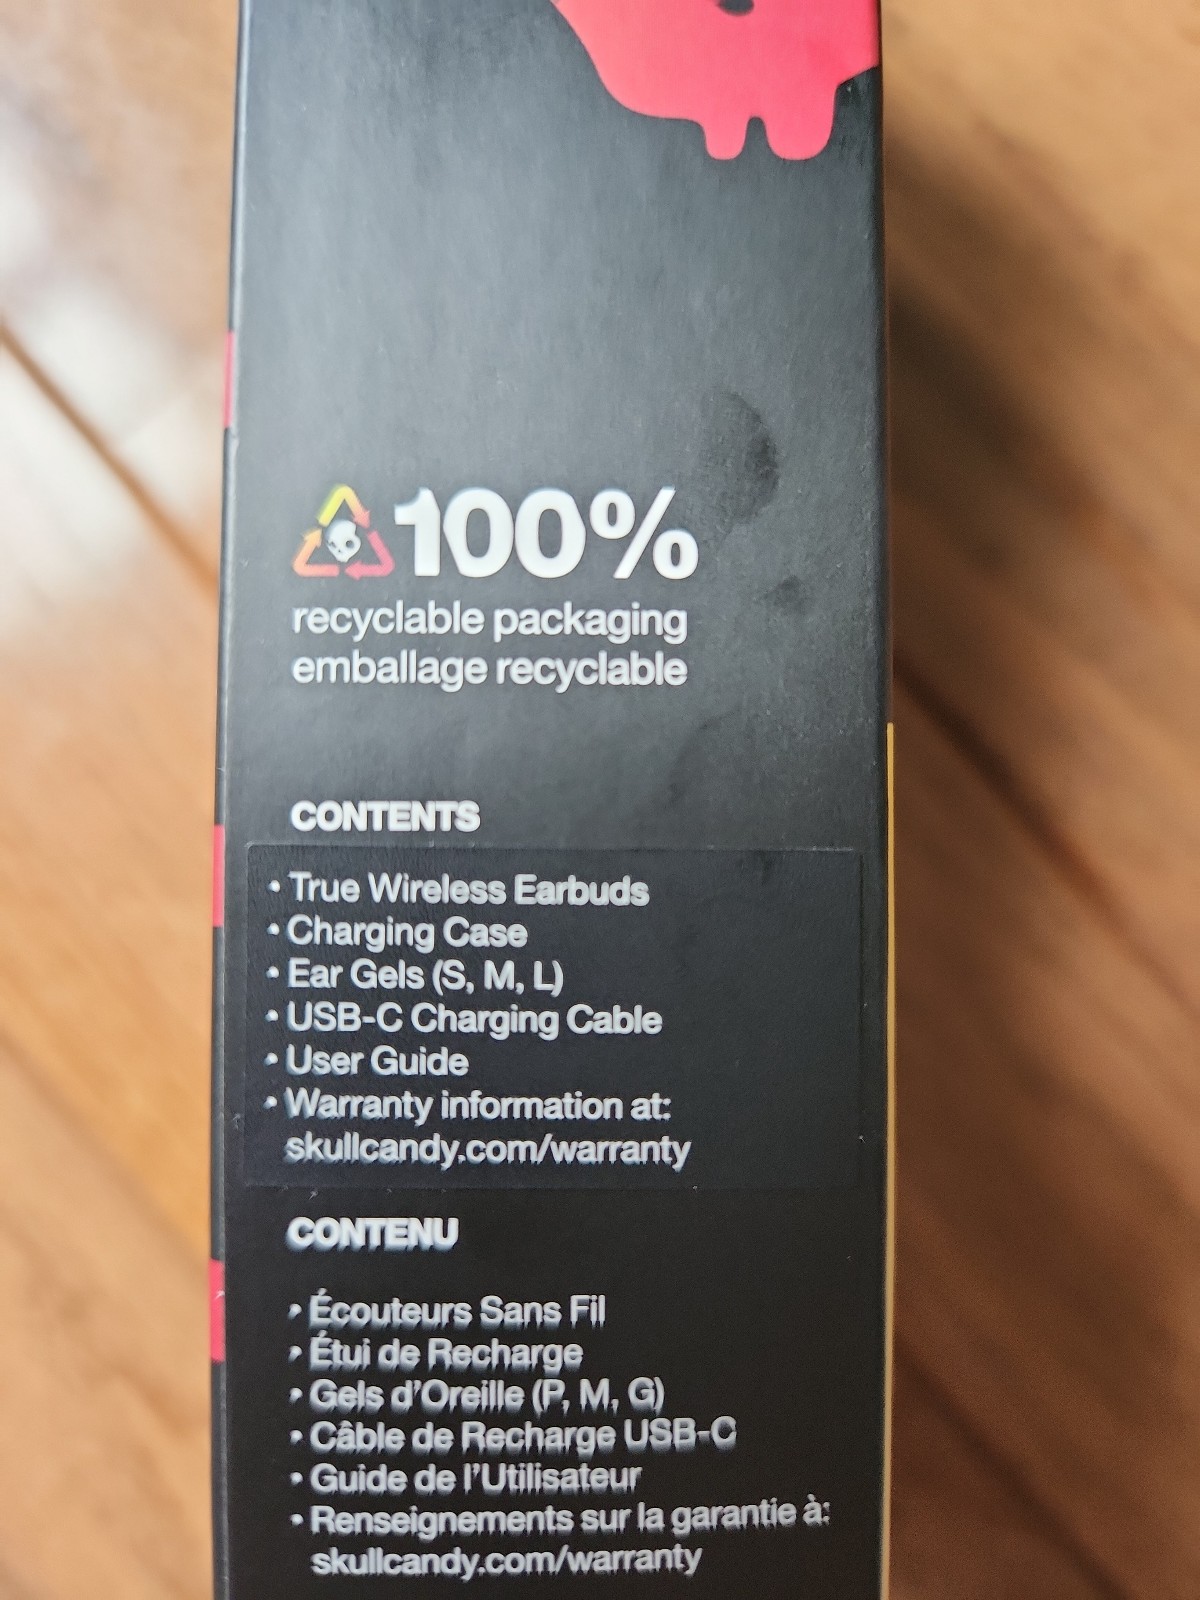 100%
recyclable packaging
emballage recyclable
CONTENTS
• True Wireless Earbuds
• Charging Case
• Ear Gels (S, M, L)
• USB-C Charging Cable
• User Guide
• Warranty information at:
skullcandy.com/warranty
CONTENU
• Écouteurs Sans Fil
• Étui de Recharge
• Gels d'Oreille (P, M, G)
• Câble de Recharge USB-C
• Guide de l'Utilisateur
• Renseignements sur la garantie à:
skullcandy.com/warranty